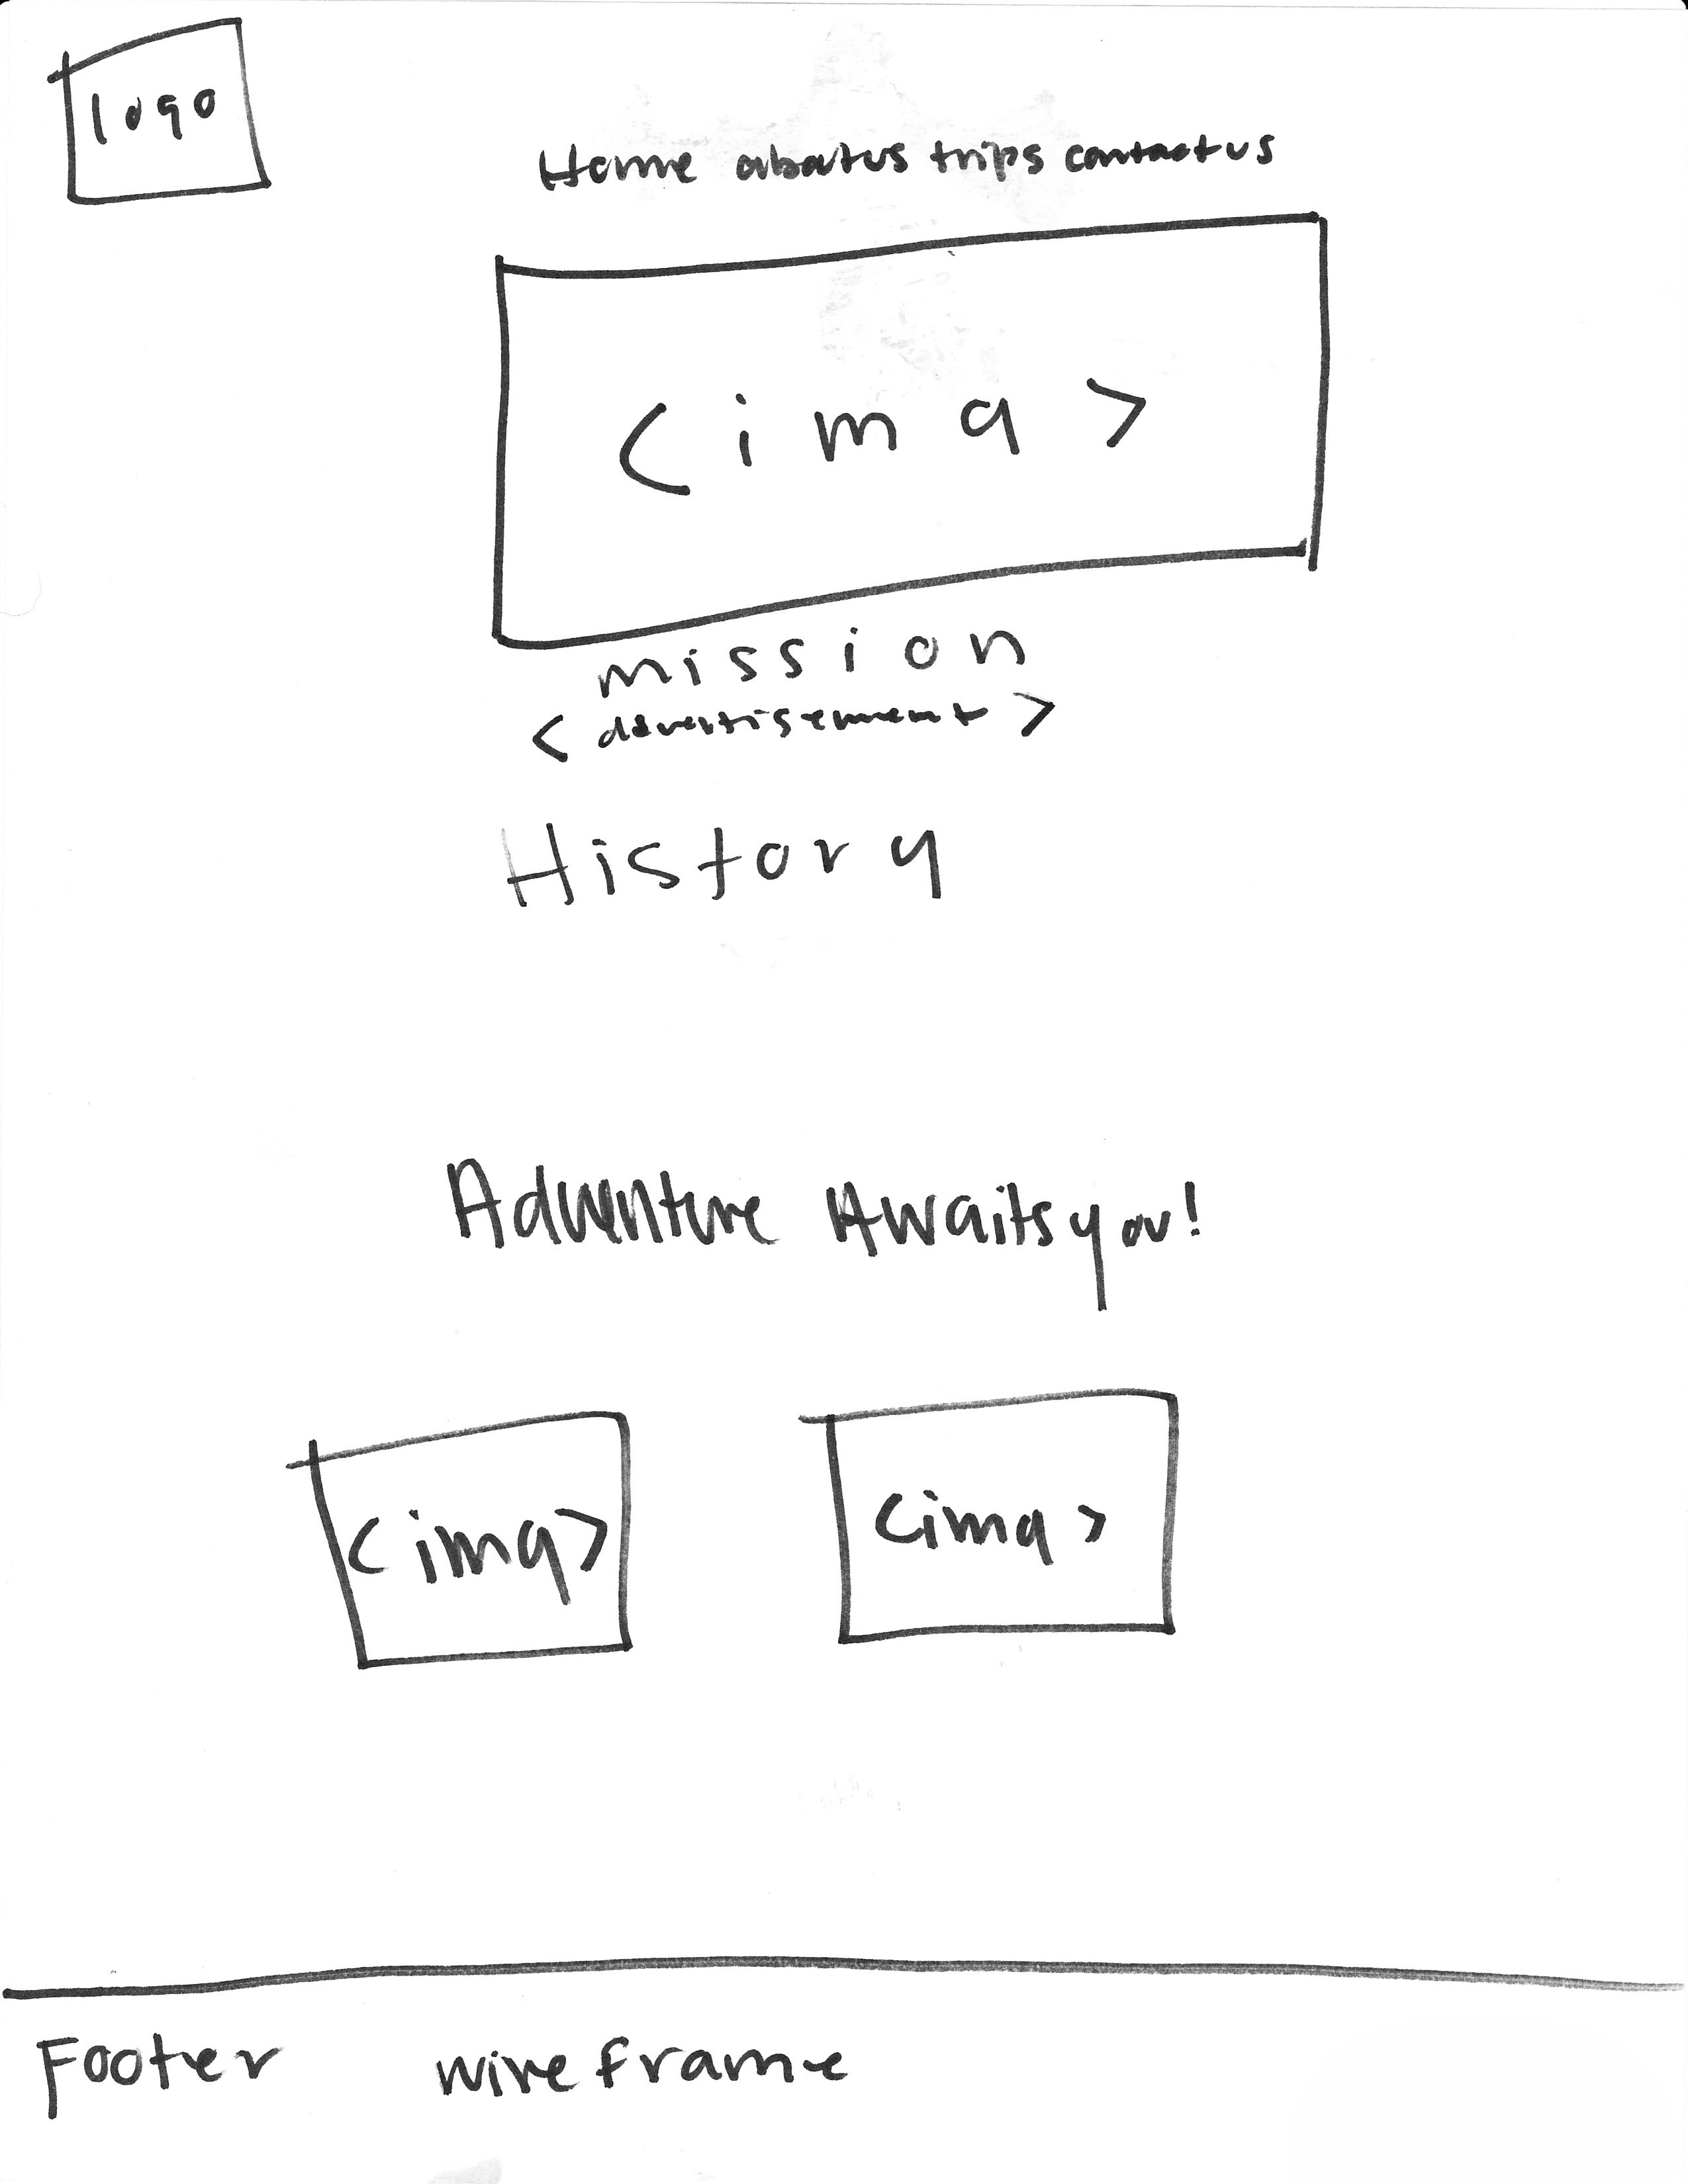 logo
Home aboutus trips contactus
<img>
mission
<advertisement>
History
Adventure Awaits you!
<img> <img>
Footer wireframe